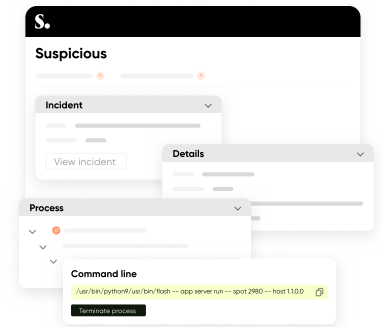 S.
Suspicious
Incident
View incident
Details
Process
Command line
/usr/bin/python9/usr/bin/flash -- app server run -- spot 2980 -- host 1.1.0.0
Terminate process